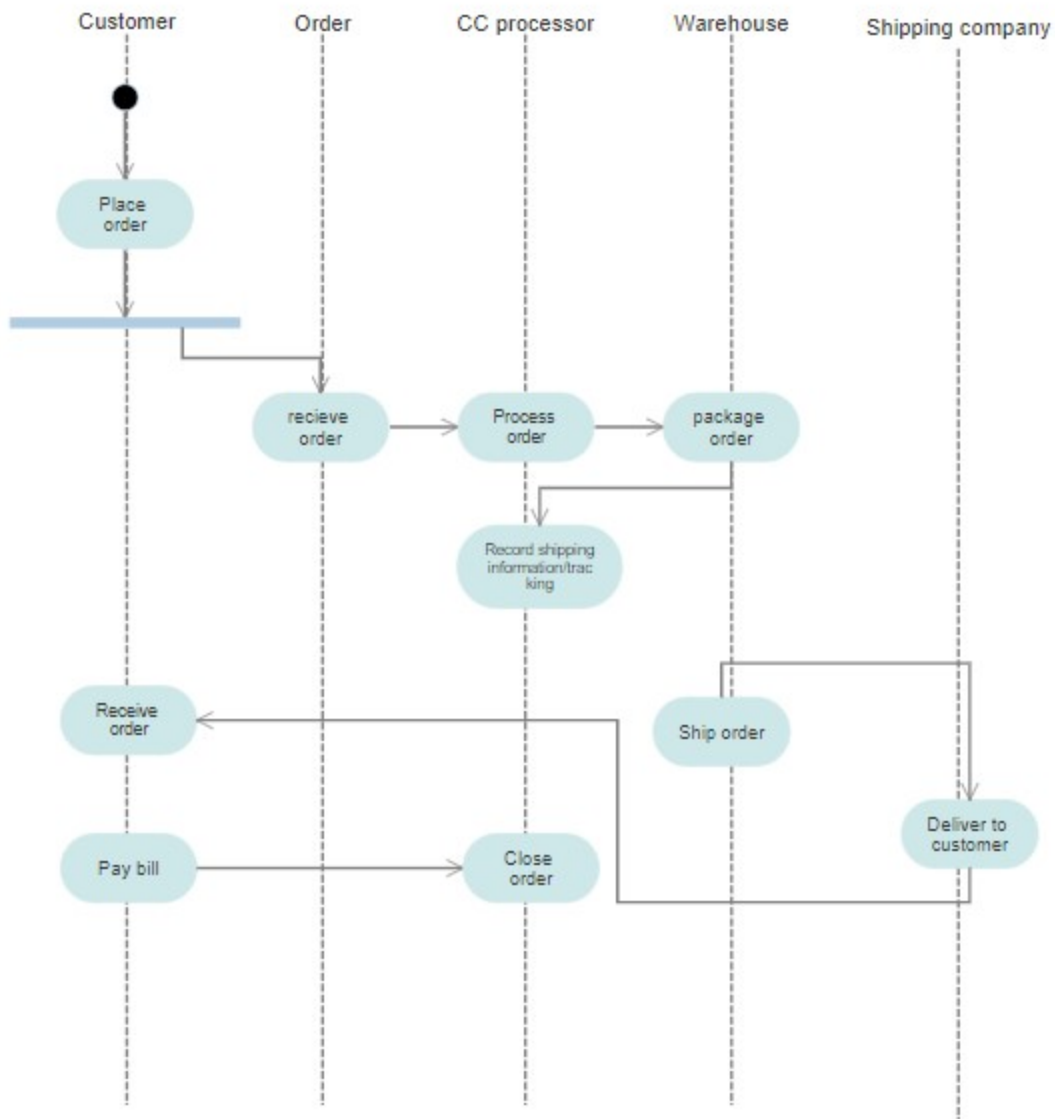 Customer
Order
CC processor
Warehouse
Shipping company
Place
order
recieve
order
Process
order
package
order
Record shipping
information/trac
king
Receive
order
Ship order
Deliver to
customer
Pay bill
Close
order